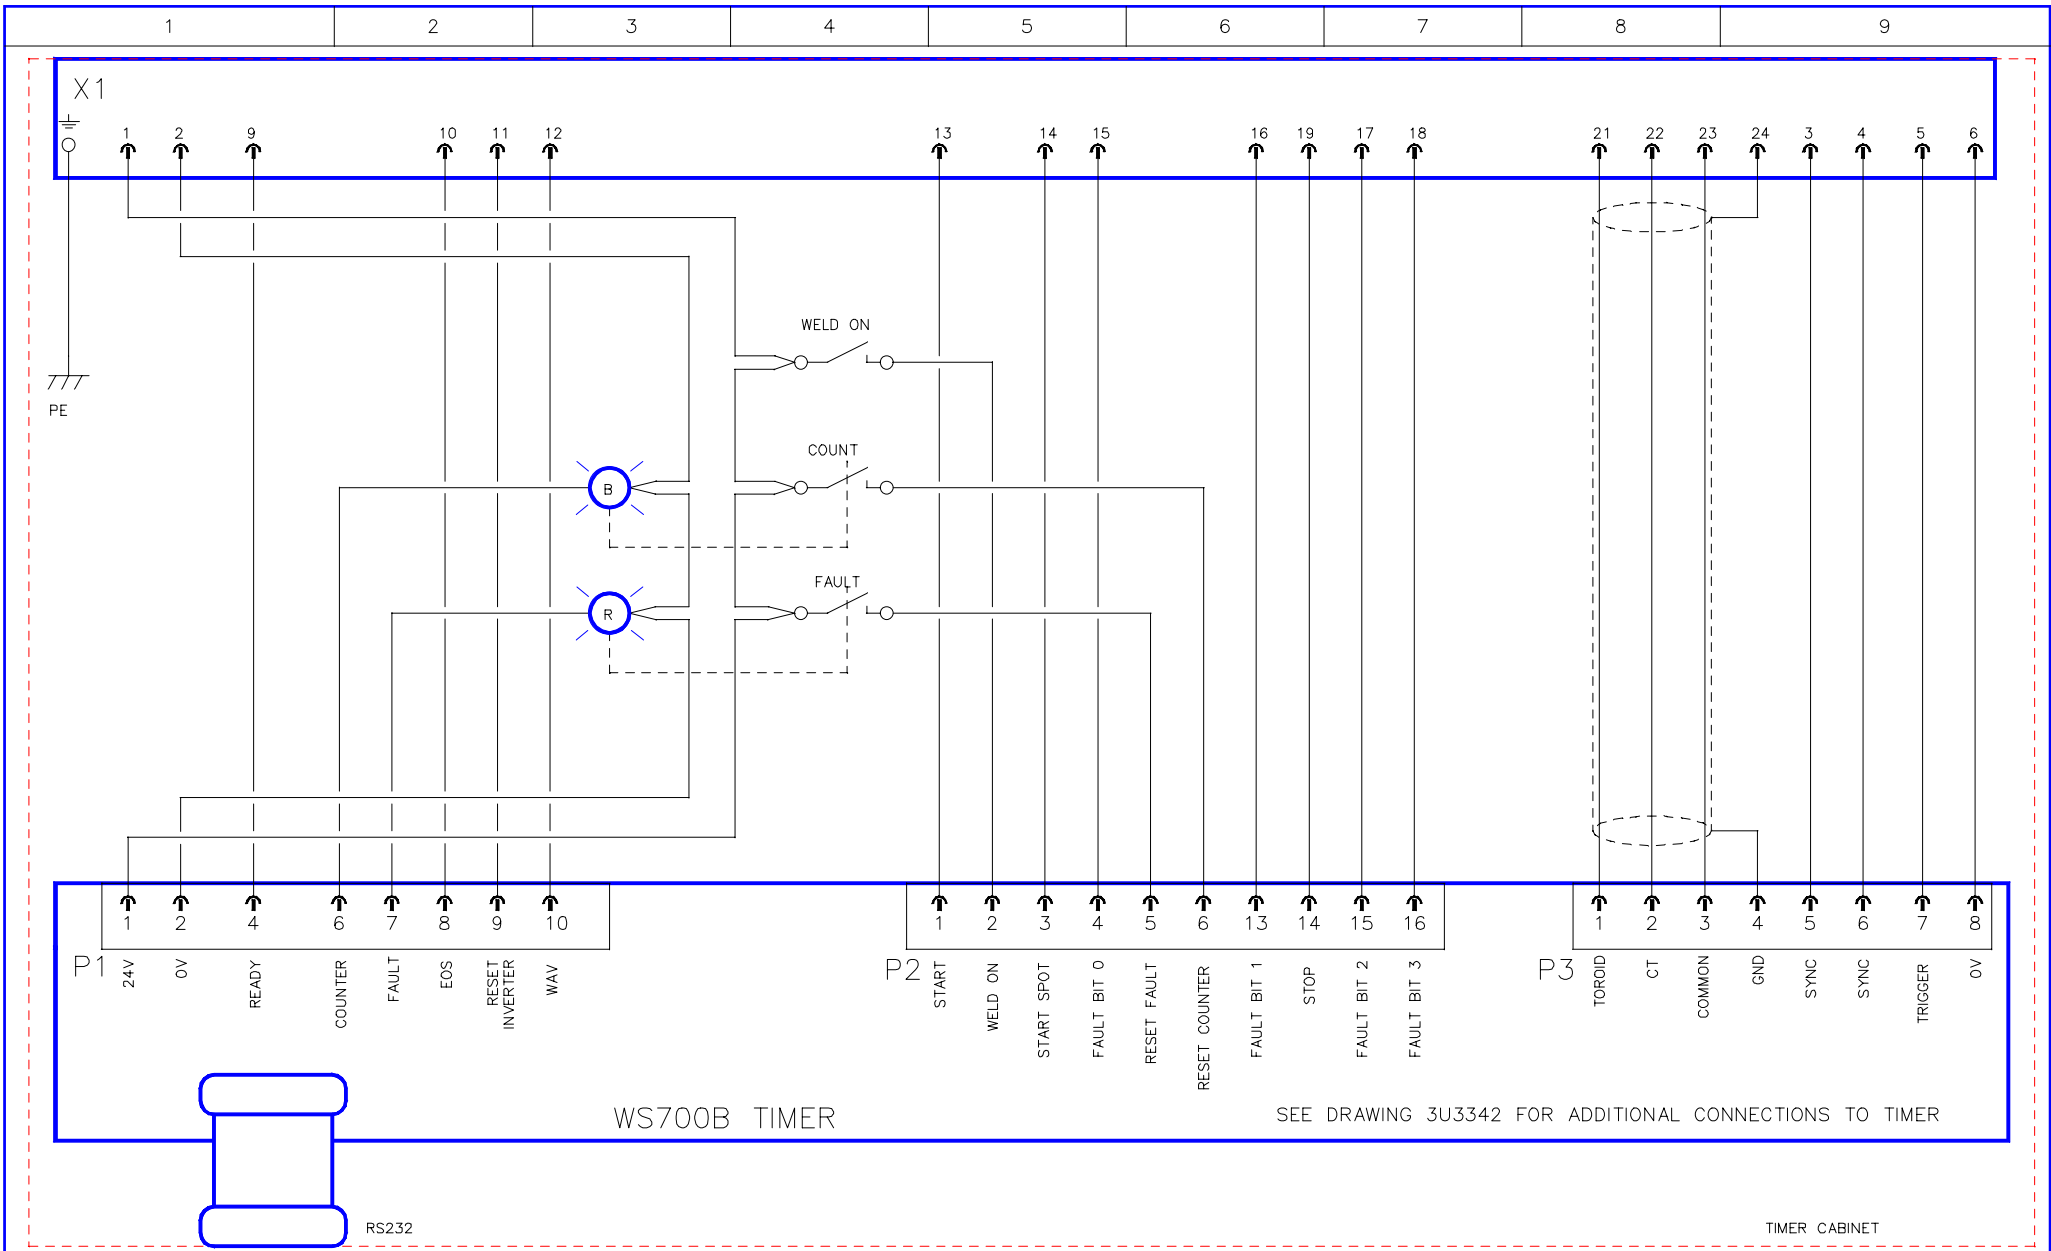 1 2 3 4 5 6 7 8 9
X1
1 2 9 10 11 12 13 14 15 16 19 17 18 21 22 23 24 3 4 5 6
WELD ON
PE
COUNT
B
FAULT
R
1 2 4 6 7 8 9 10 1 2 3 4 5 6 13 14 15 16 1 2 3 4 5 6 7 8
P1
24V
0V
READY
COUNTER
FAULT
EOS
RESET
INVERTER
WAV
P2
START
WELD ON
START SPOT
FAULT BIT 0
RESET FAULT
RESET COUNTER
FAULT BIT 1
STOP
FAULT BIT 2
FAULT BIT 3
P3
TOROID
CT
COMMON
GND
SYNC
SYNC
TRIGGER
0V
WS700B TIMER
SEE DRAWING 3U3342 FOR ADDITIONAL CONNECTIONS TO TIMER
RS232
TIMER CABINET